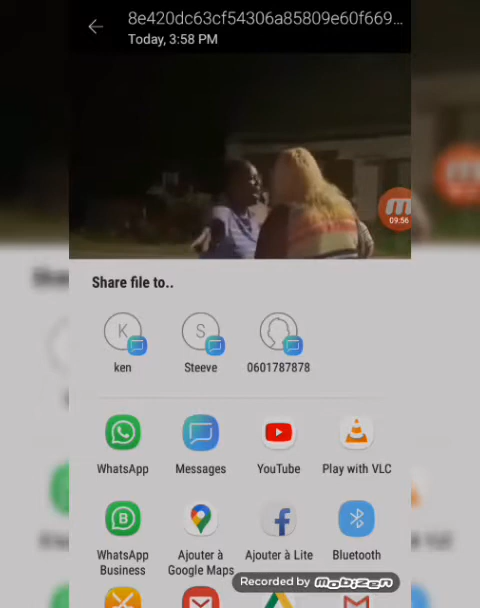 8e420dc63cf54306a85809e60f669...
Today, 3:58 PM
09:56
Share file to..
K
S
ken
Steeve
0601787878
WhatsApp
Messages
YouTube
Play with VLC
B
WhatsApp Business
Ajouter à Google Maps
Ajouter à Lite
Bluetooth
Recorded by mobizen